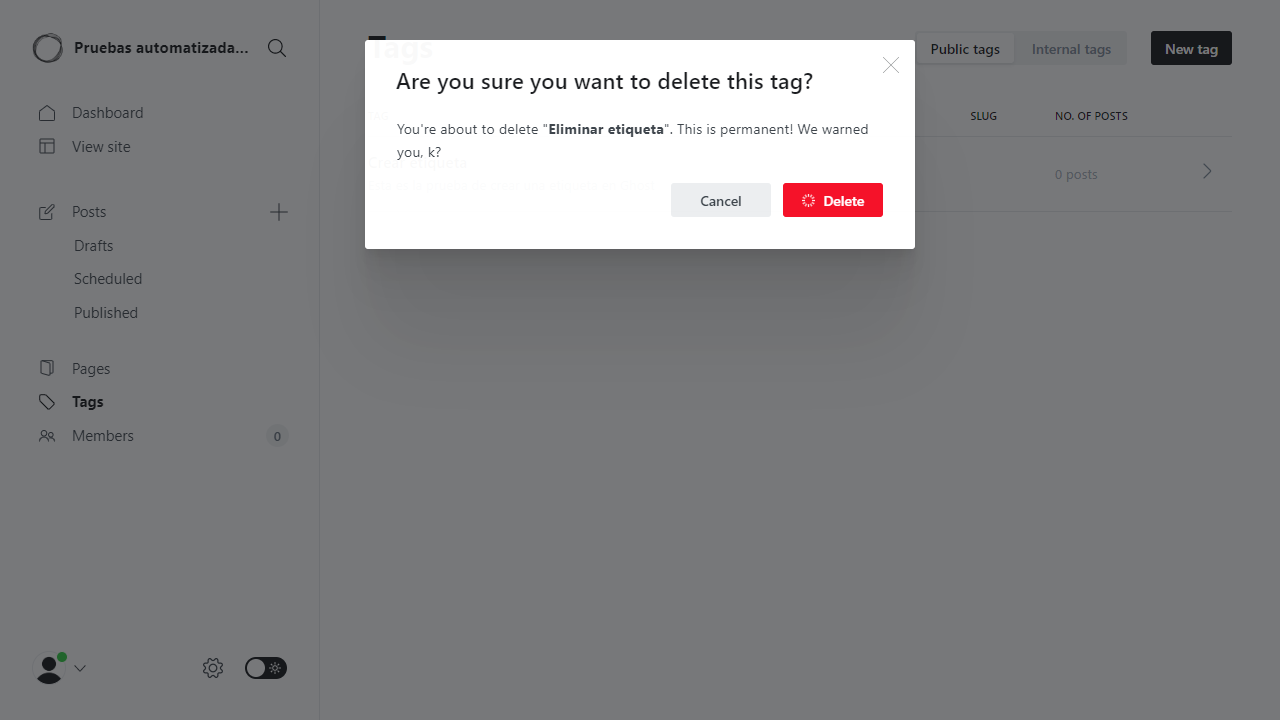 Pruebas automatizada...
Dashboard
View site
Posts
Drafts
Scheduled
Published
Pages
Tags
Members
0
Tags
Public tags
Internal tags
New tag
SLUG
NO. OF POSTS
0 posts
Are you sure you want to delete this tag?
You're about to delete "Eliminar etiqueta". This is permanent! We warned
you, k?
Cancel
Delete